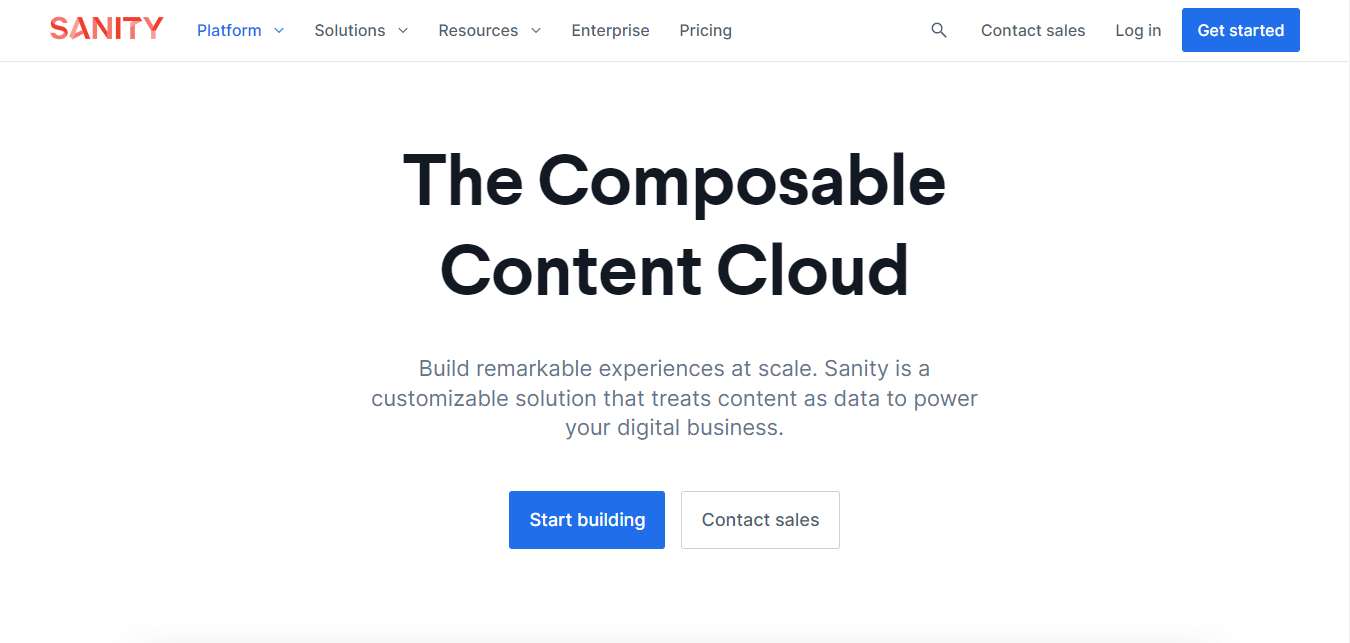 SANITY Platform Solutions Resources Enterprise Pricing Contact sales Log in Get started
The Composable
Content Cloud
Build remarkable experiences at scale. Sanity is a
customizable solution that treats content as data to power
your digital business.
Start building Contact sales